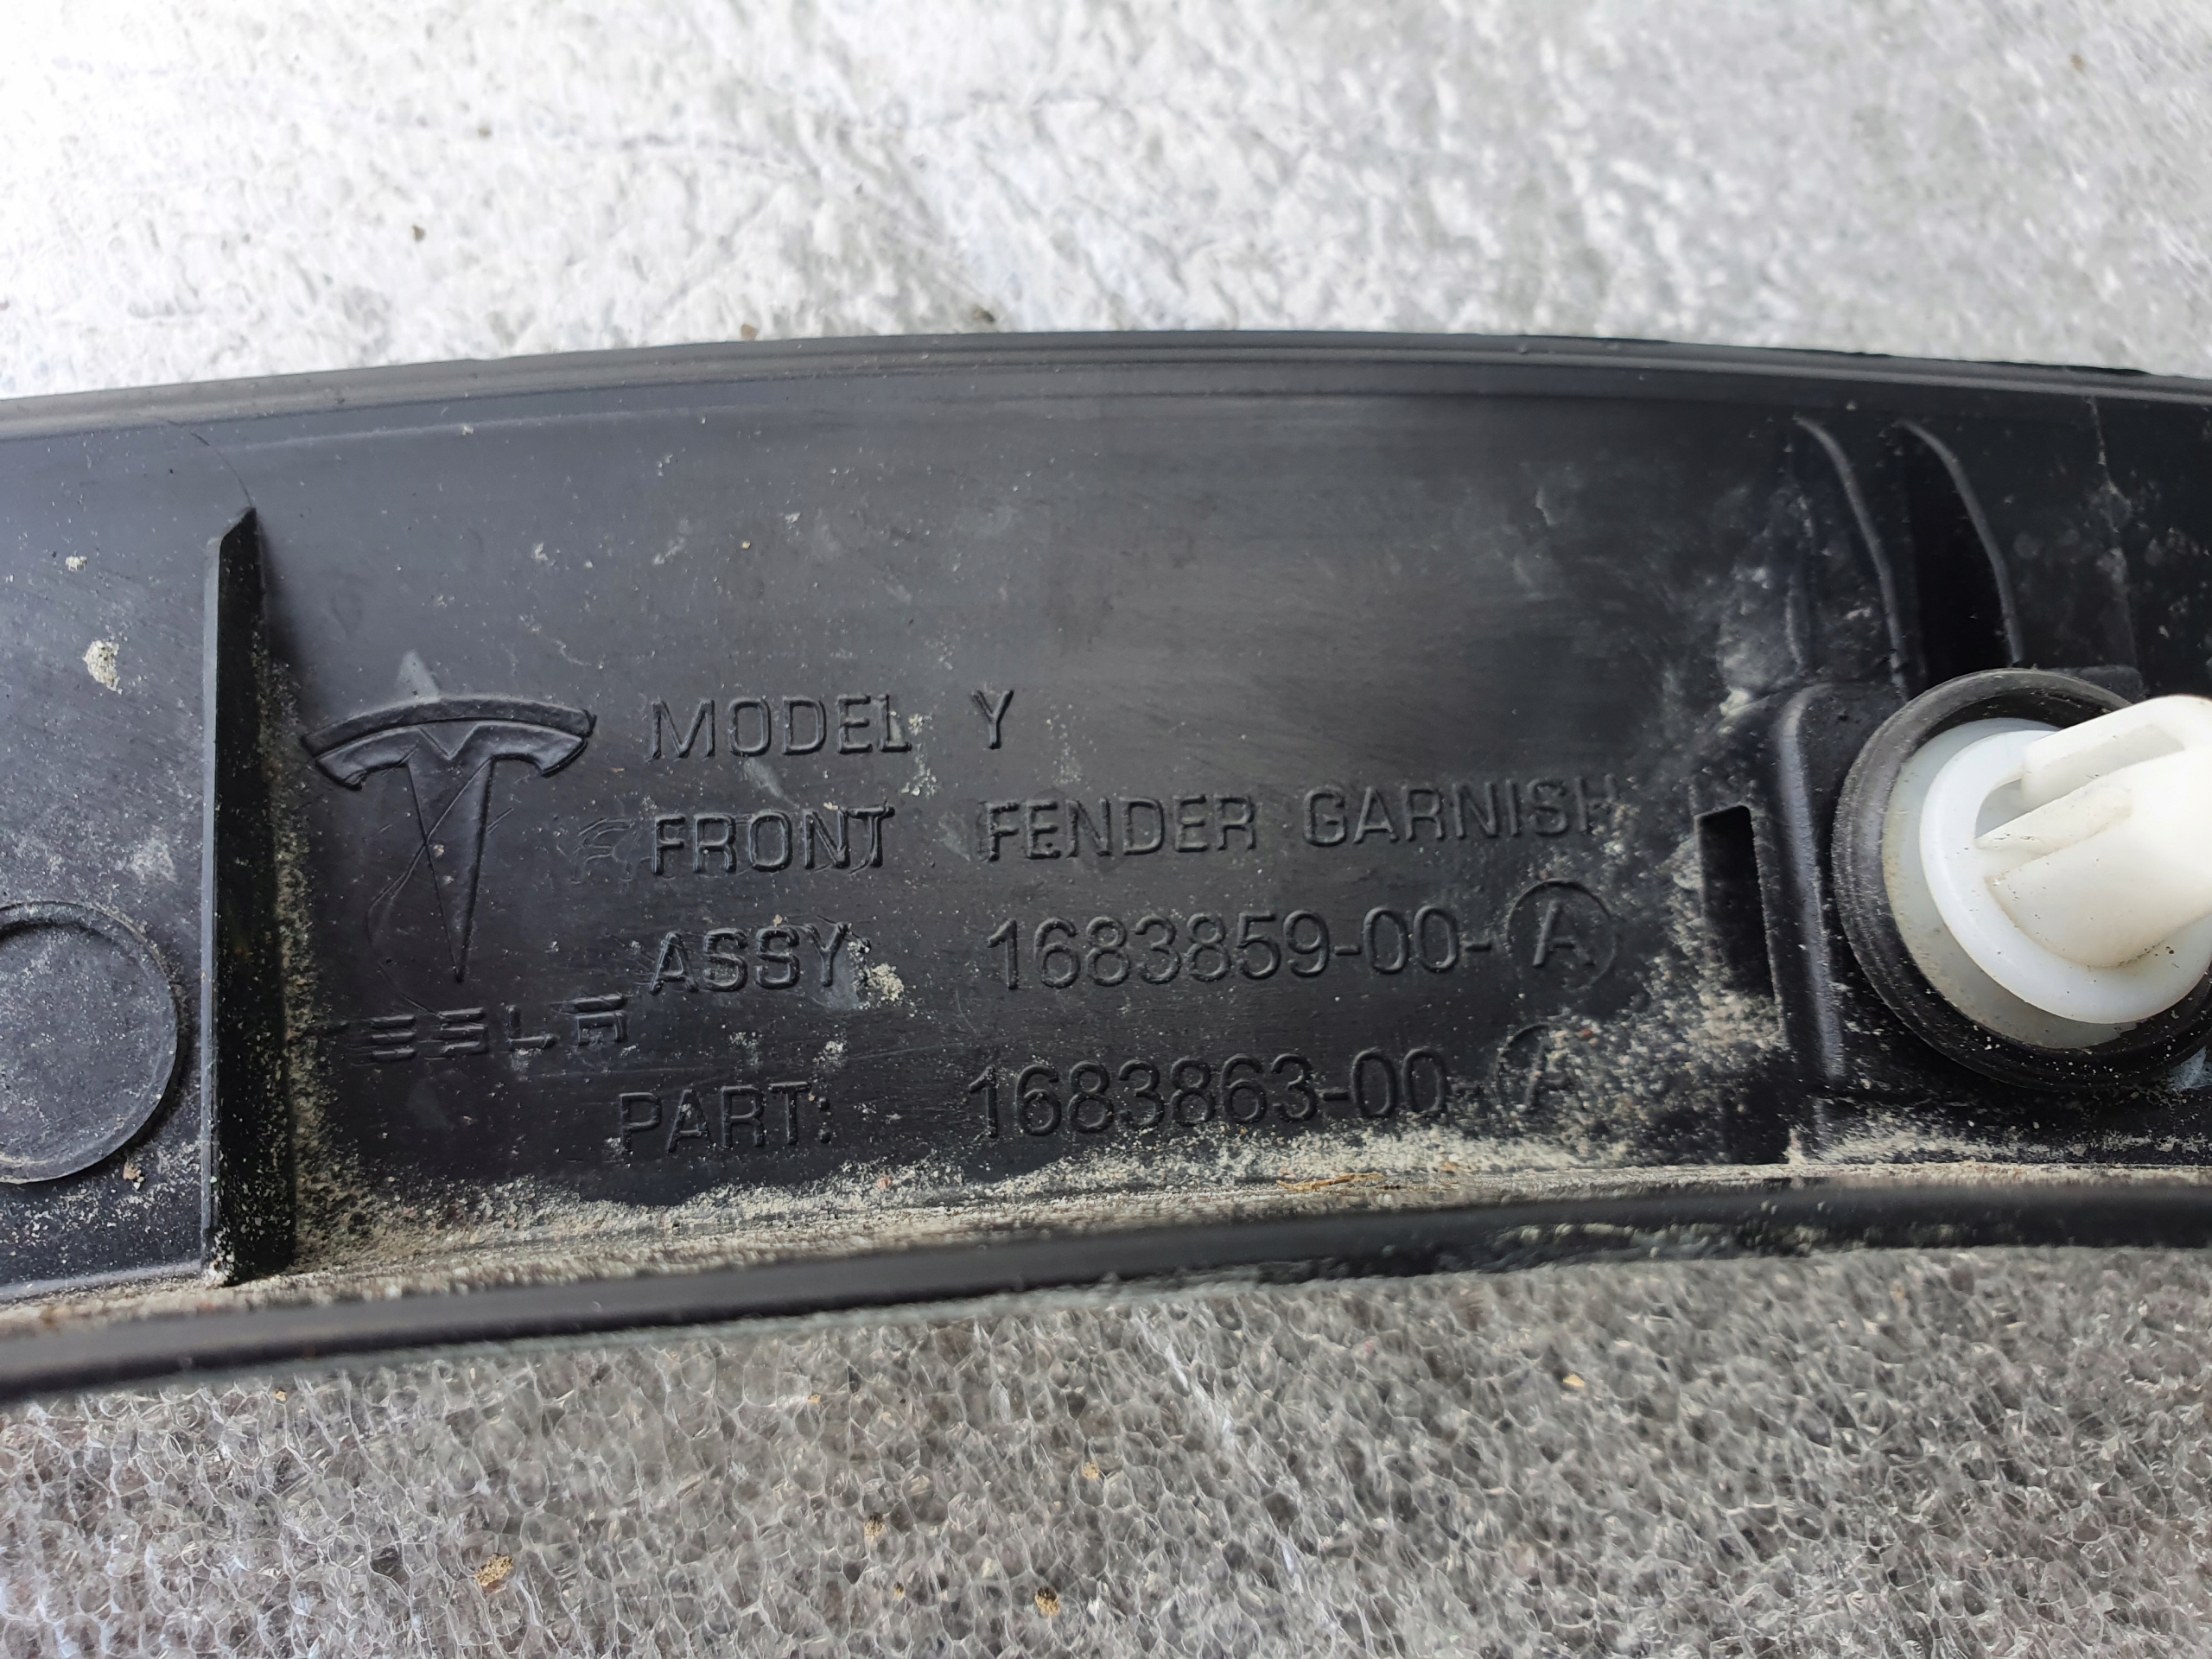 MODEL Y
FRONT FENDER GARNISH
ASSY: 1683859-00-A
TESLA
PART: 1683863-00-A